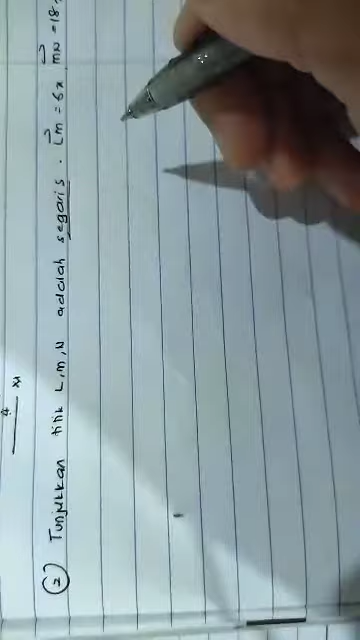 ② Tunjukkan titik L, M, N adalah segaris. LM = 6x MN = 18
4